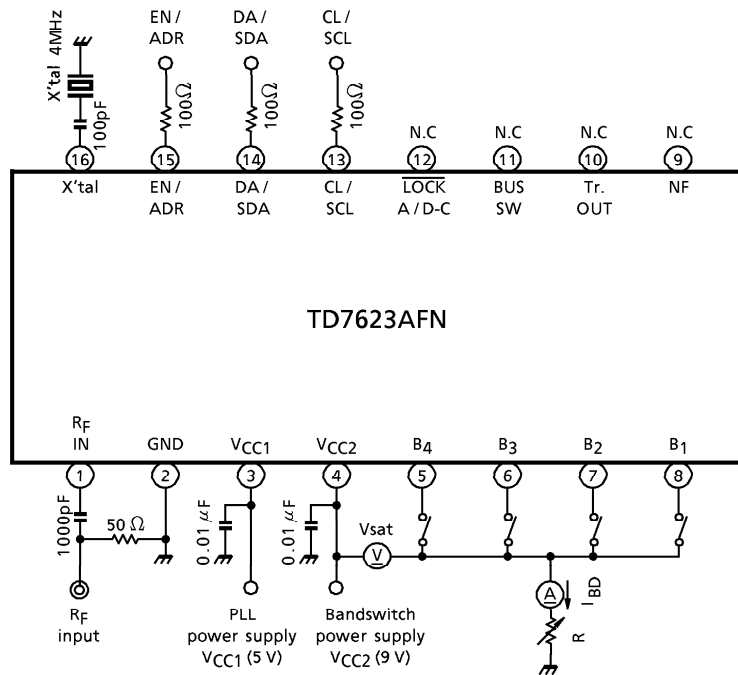 EN / ADR
DA / SDA
CL / SCL
X'tal 4MHz
100pF
100Ω
100Ω
100Ω
N.C
N.C
N.C
N.C
16
15
14
13
12
11
10
9
X'tal
EN / ADR
DA / SDA
CL / SCL
LOCK A / D-C
BUS SW
Tr. OUT
NF
TD7623AFN
RF IN
GND
VCC1
VCC2
B4
B3
B2
B1
1
2
3
4
5
6
7
8
1000pF
50 Ω
0.01 μF
0.01 μF
Vsat
V
A
IBD
R
RF input
PLL power supply VCC1 (5 V)
Bandswitch power supply VCC2 (9 V)